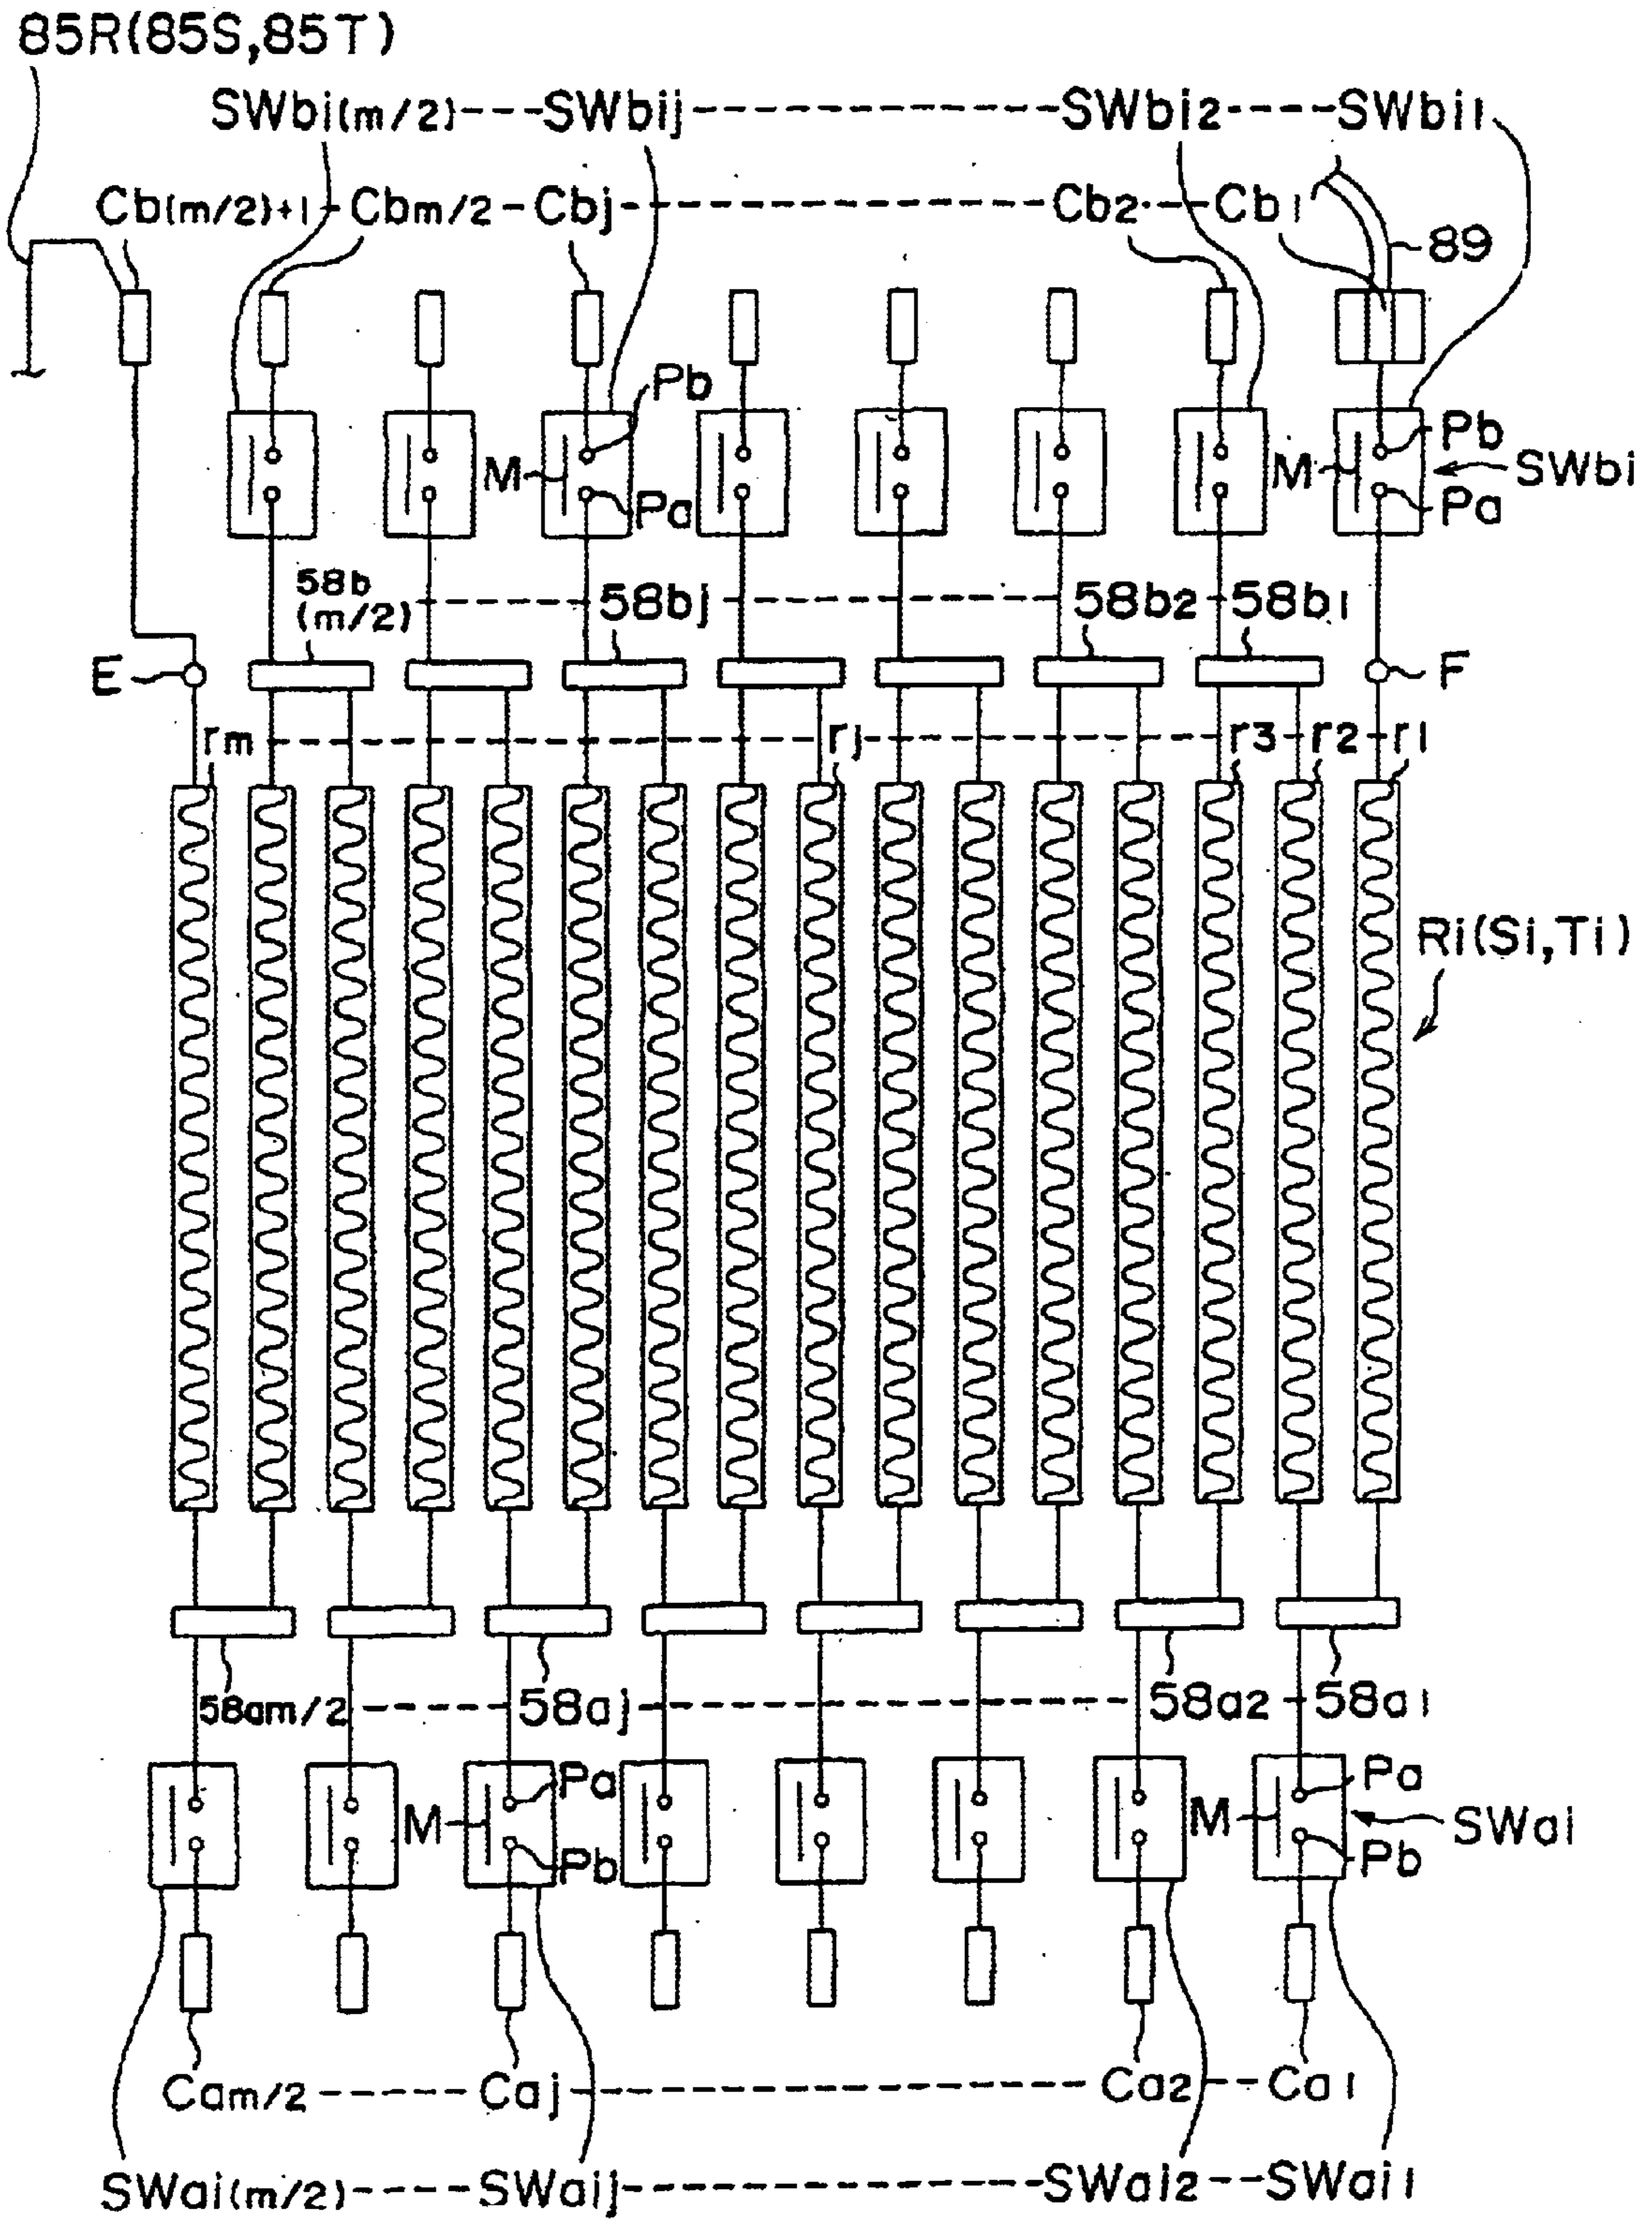 85R(85S,85T)
SWbi(m/2)---SWbij------------SWbi2----SWbi1
Cb(m/2)+1-Cbm/2-Cbj------------Cb2---Cb1
89
Pb
M
Pa
Pb
M
SWbi
Pa
58b
(m/2)-----58bj----------58b2-58b1
E
F
rm------------rj--------r3-r2-r1
Ri(Si,Ti)
58am/2-----58aj------------58a2-58a1
Pa
M
Pb
Pa
M
SWai
Pb
Cam/2-----Caj------------Ca2--Ca1
SWai(m/2)----SWaij------------SWai2--SWai1